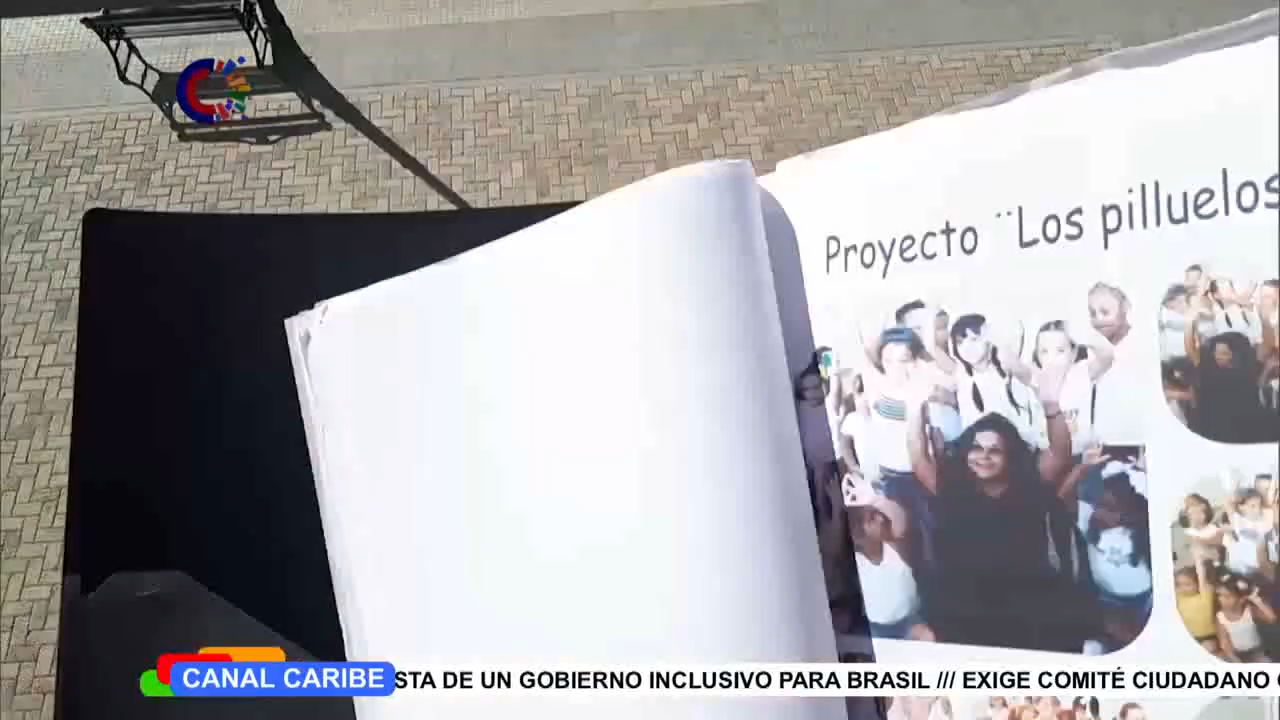 Proyecto ¨Los pilluelos
CANAL CARIBE
STA DE UN GOBIERNO INCLUSIVO PARA BRASIL /// EXIGE COMITÉ CIUDADANO